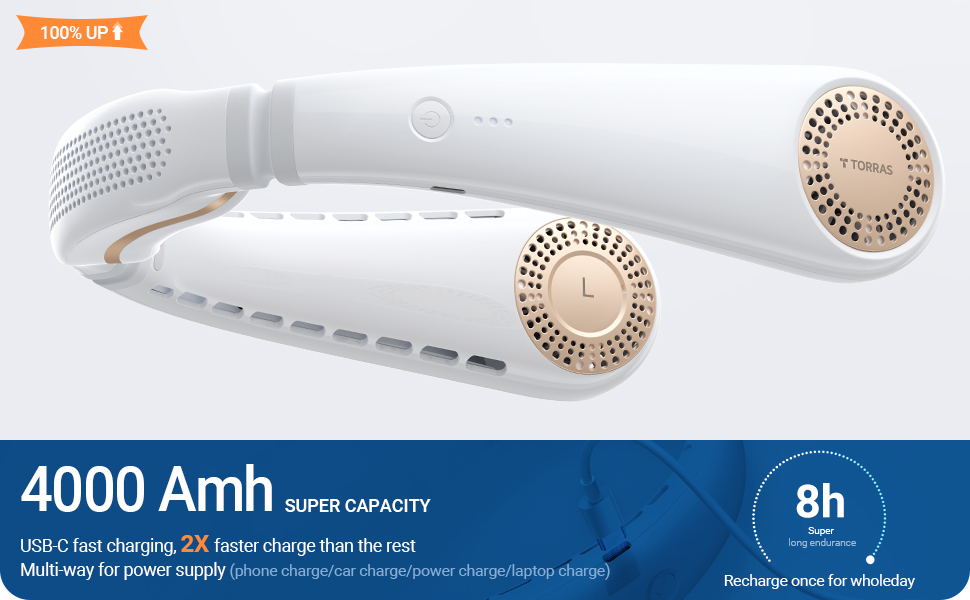 100% UP
TORRAS
L
4000 Amh SUPER CAPACITY
USB-C fast charging, 2X faster charge than the rest
Multi-way for power supply (phone charge/car charge/power charge/laptop charge)
8h
Super
long endurance
Recharge once for wholeday